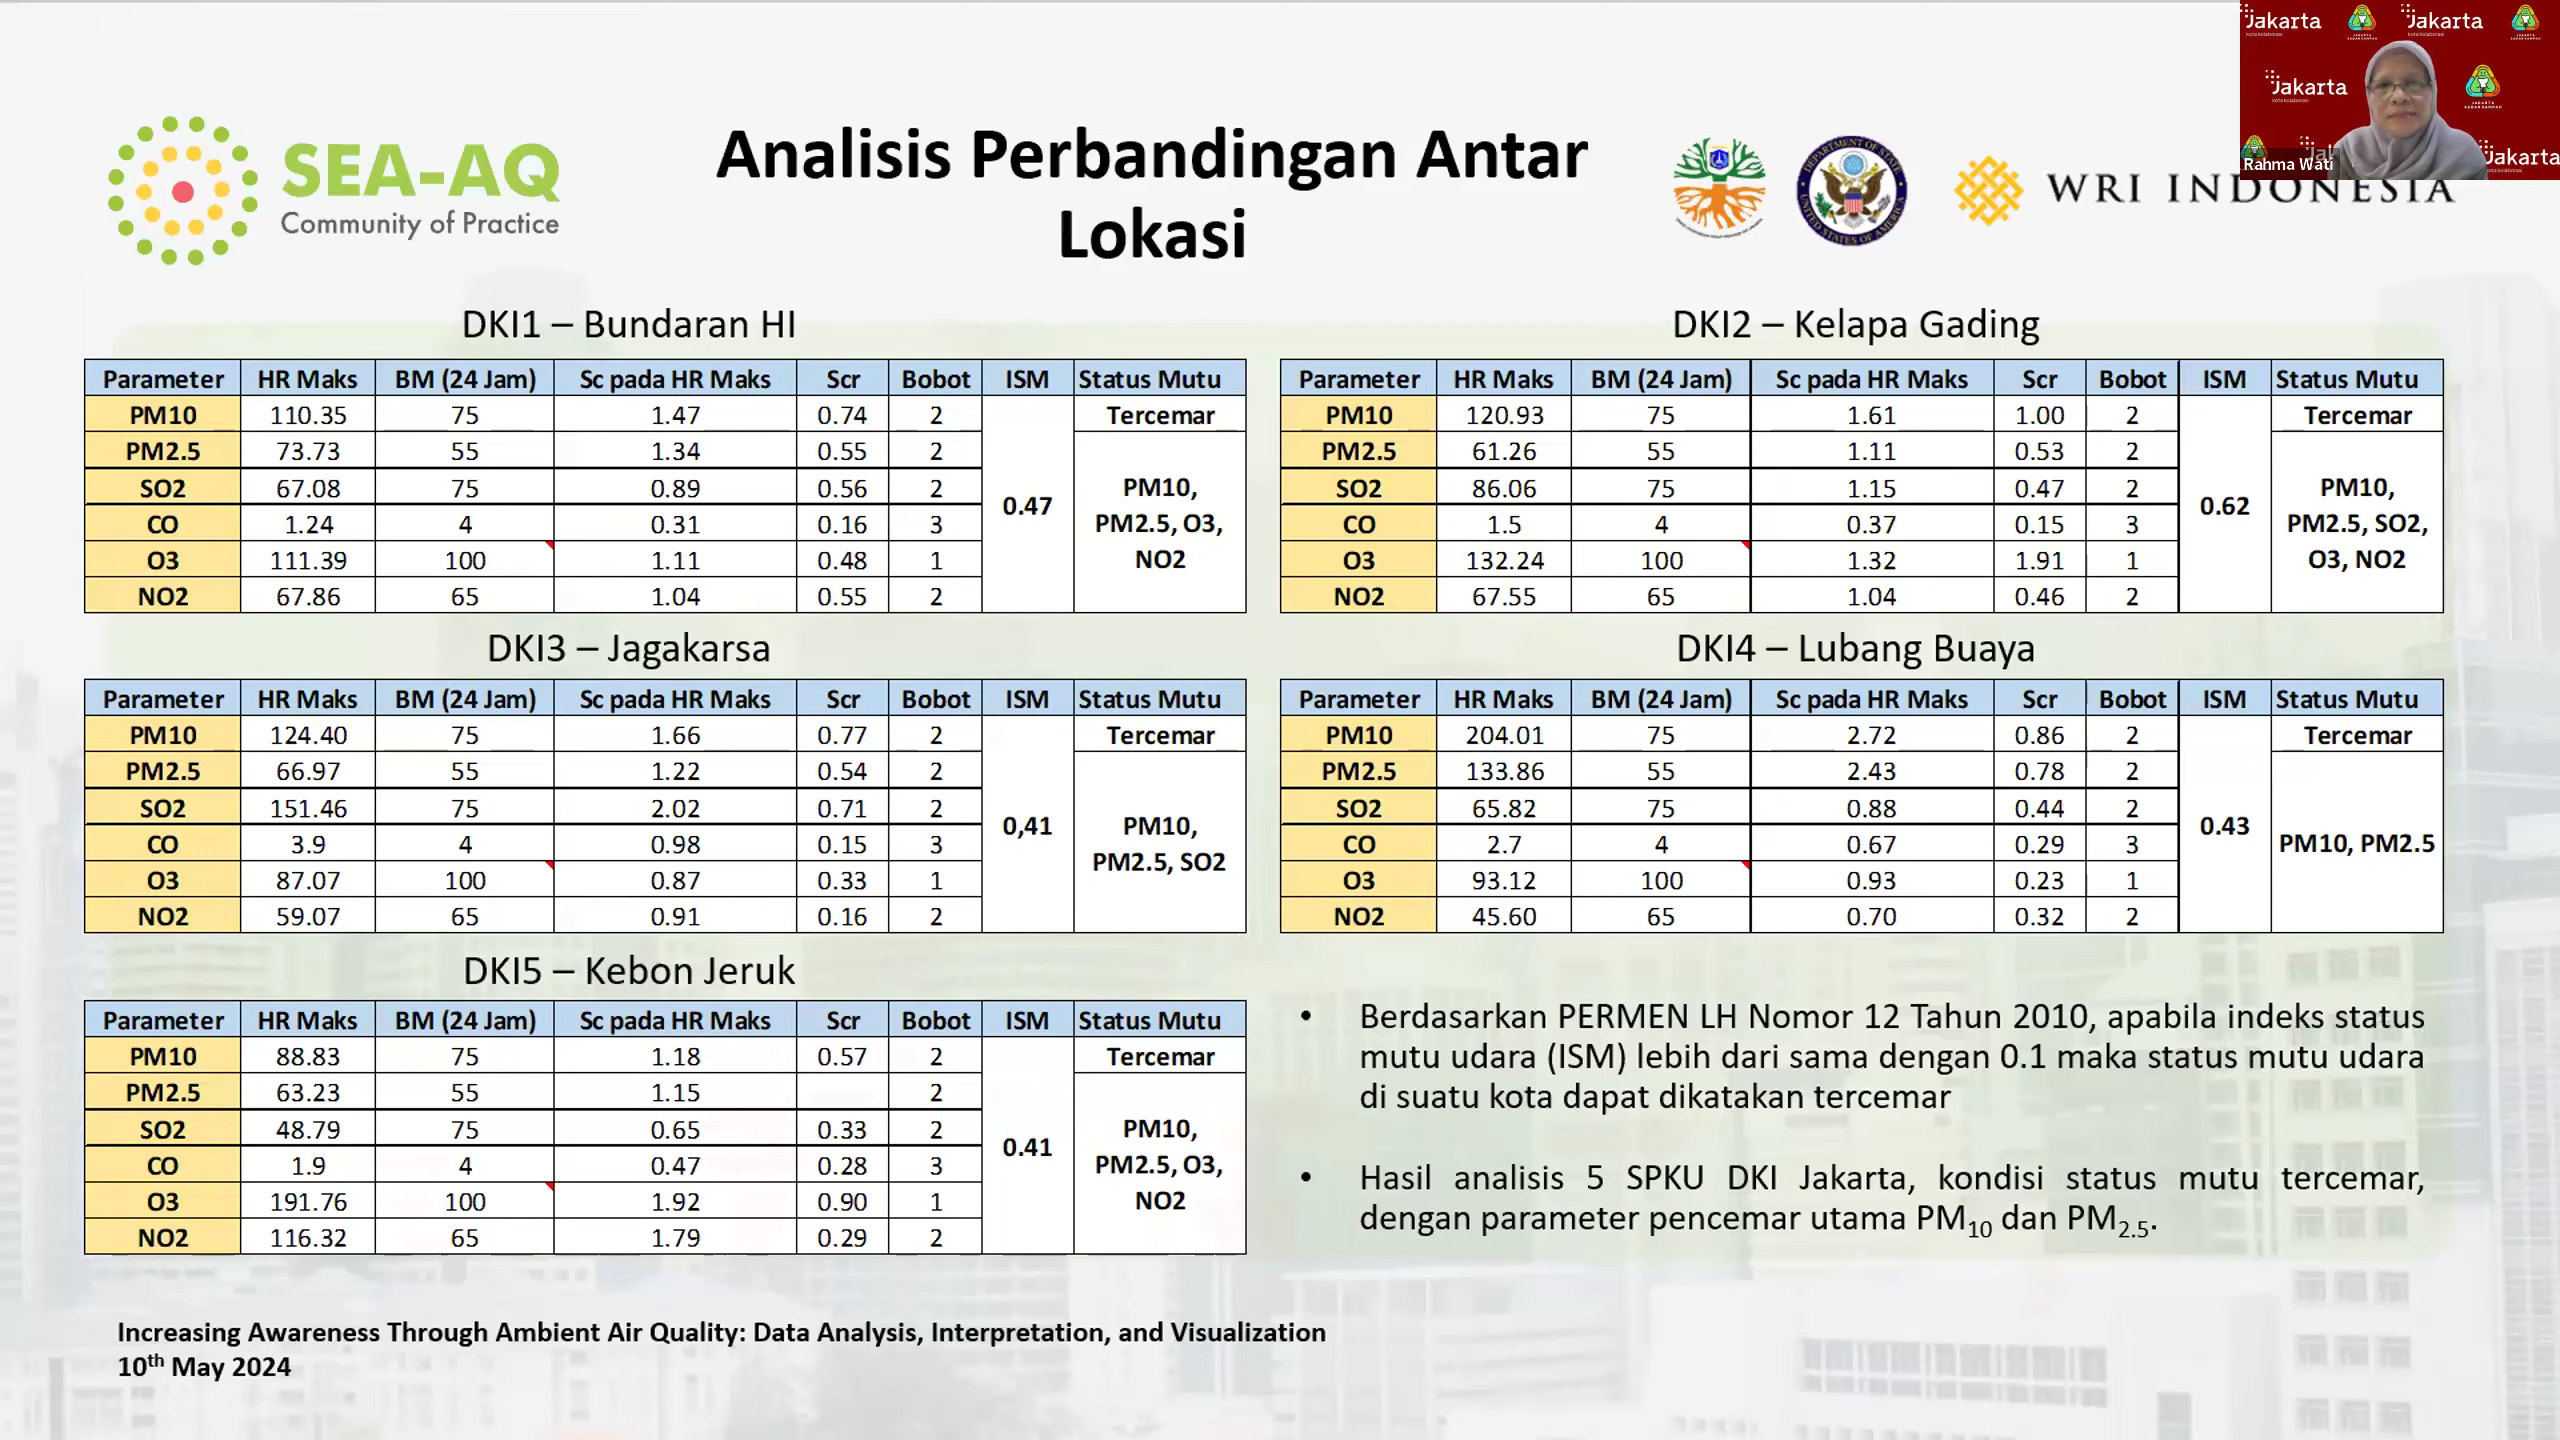 Jakarta
Jakarta
Jakarta
Jakarta
Rahma Wati
SEA-AQ
Community of Practice
Analisis Perbandingan Antar
Lokasi
DEPARTMENT OF STATE
UNITED STATES OF AMERICA
WRI INDONESIA
DKI1 – Bundaran HI
Parameter HR Maks BM (24 Jam) Sc pada HR Maks Scr Bobot ISM Status Mutu
PM10 110.35 75 1.47 0.74 2 Tercemar
PM2.5 73.73 55 1.34 0.55 2
SO2 67.08 75 0.89 0.56 2 PM10,
0.47
CO 1.24 4 0.31 0.16 3 PM2.5, O3,
O3 111.39 100 1.11 0.48 1 NO2
NO2 67.86 65 1.04 0.55 2
DKI2 – Kelapa Gading
Parameter HR Maks BM (24 Jam) Sc pada HR Maks Scr Bobot ISM Status Mutu
PM10 120.93 75 1.61 1.00 2 Tercemar
PM2.5 61.26 55 1.11 0.53 2
SO2 86.06 75 1.15 0.47 2 PM10,
0.62
CO 1.5 4 0.37 0.15 3 PM2.5, SO2,
O3 132.24 100 1.32 1.91 1 O3, NO2
NO2 67.55 65 1.04 0.46 2
DKI3 – Jagakarsa
Parameter HR Maks BM (24 Jam) Sc pada HR Maks Scr Bobot ISM Status Mutu
PM10 124.40 75 1.66 0.77 2 Tercemar
PM2.5 66.97 55 1.22 0.54 2
SO2 151.46 75 2.02 0.71 2
0,41 PM10,
CO 3.9 4 0.98 0.15 3
PM2.5, SO2
O3 87.07 100 0.87 0.33 1
NO2 59.07 65 0.91 0.16 2
DKI4 – Lubang Buaya
Parameter HR Maks BM (24 Jam) Sc pada HR Maks Scr Bobot ISM Status Mutu
PM10 204.01 75 2.72 0.86 2 Tercemar
PM2.5 133.86 55 2.43 0.78 2
SO2 65.82 75 0.88 0.44 2
0.43
CO 2.7 4 0.67 0.29 3 PM10, PM2.5
O3 93.12 100 0.93 0.23 1
NO2 45.60 65 0.70 0.32 2
DKI5 – Kebon Jeruk
Parameter HR Maks BM (24 Jam) Sc pada HR Maks Scr Bobot ISM Status Mutu
PM10 88.83 75 1.18 0.57 2 Tercemar
PM2.5 63.23 55 1.15 2
SO2 48.79 75 0.65 0.33 2 PM10,
0.41
CO 1.9 4 0.47 0.28 3 PM2.5, O3,
O3 191.76 100 1.92 0.90 1 NO2
NO2 116.32 65 1.79 0.29 2
• Berdasarkan PERMEN LH Nomor 12 Tahun 2010, apabila indeks status
mutu udara (ISM) lebih dari sama dengan 0.1 maka status mutu udara
di suatu kota dapat dikatakan tercemar
• Hasil analisis 5 SPKU DKI Jakarta, kondisi status mutu tercemar,
dengan parameter pencemar utama PM10 dan PM2.5.
Increasing Awareness Through Ambient Air Quality: Data Analysis, Interpretation, and Visualization
10th May 2024